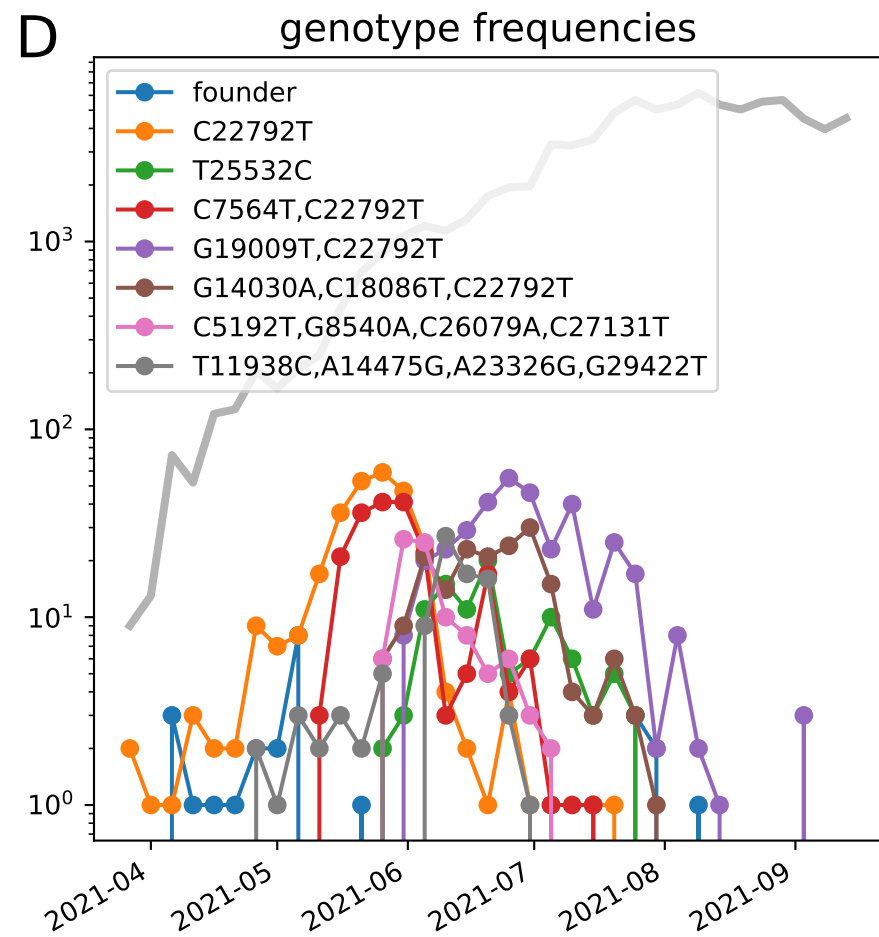 D
genotype frequencies
founder
C22792T
T25532C
C7564T,C22792T
G19009T,C22792T
G14030A,C18086T,C22792T
C5192T,G8540A,C26079A,C27131T
T11938C,A14475G,A23326G,G29422T
10³
10²
10¹
10⁰
2021-04
2021-05
2021-06
2021-07
2021-08
2021-09